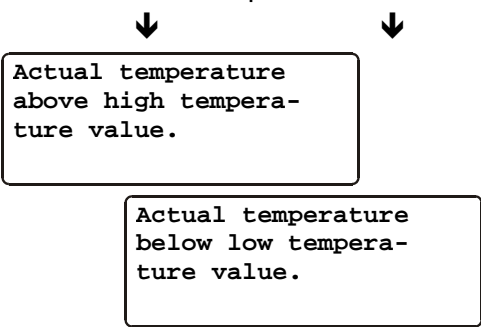 Actual temperature
above high tempera-
ture value.
Actual temperature
below low tempera-
ture value.